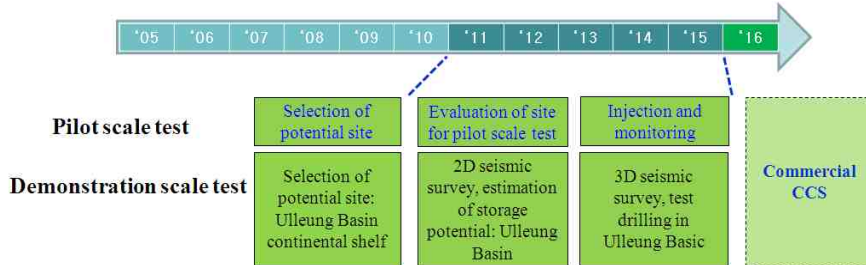 ‘05 ‘06 ‘07 ‘08 ‘09 ‘10 ‘11 ‘12 ‘13 ‘14 ‘15 ‘16
Pilot scale test
Selection of
potential site
Evaluation of site
for pilot scale test
Injection and
monitoring
Demonstration scale test
Selection of
potential site:
Ulleung Basin
continental shelf
2D seismic
survey, estimation
of storage
potential: Ulleung
Basin
3D seismic
survey, test
drilling in
Ulleung Basic
Commercial
CCS